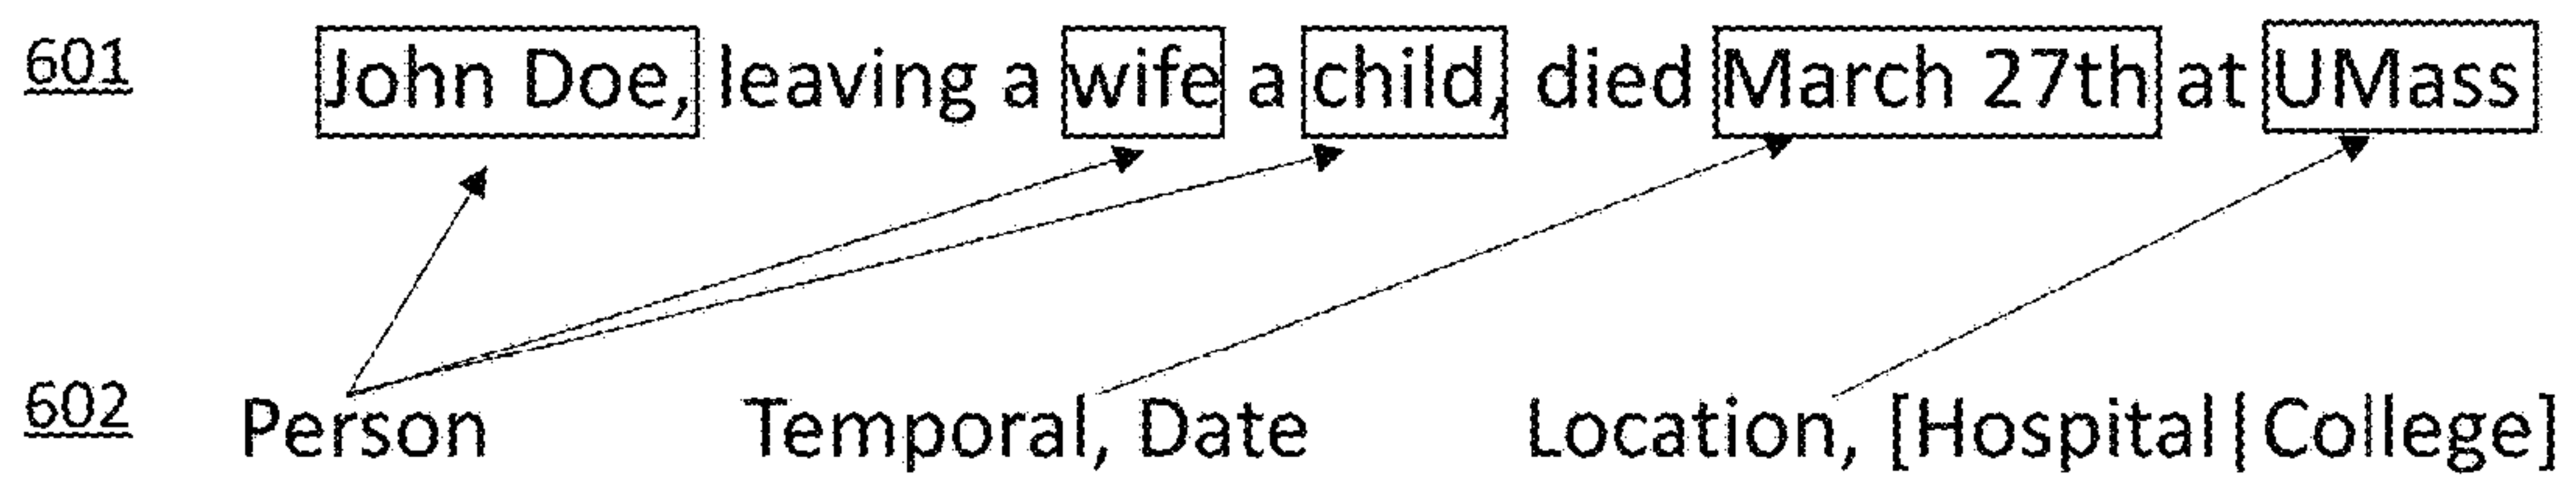 601 John Doe, leaving a wife a child, died March 27th at UMass
602 Person Temporal, Date Location, [Hospital|College]